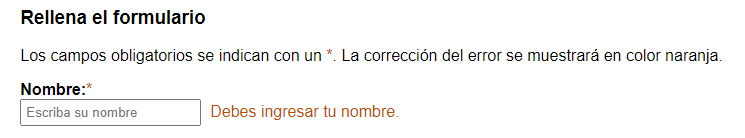 Rellena el formulario
Los campos obligatorios se indican con un *. La corrección del error se muestrará en color naranja.
Nombre:*
Escriba su nombre Debes ingresar tu nombre.